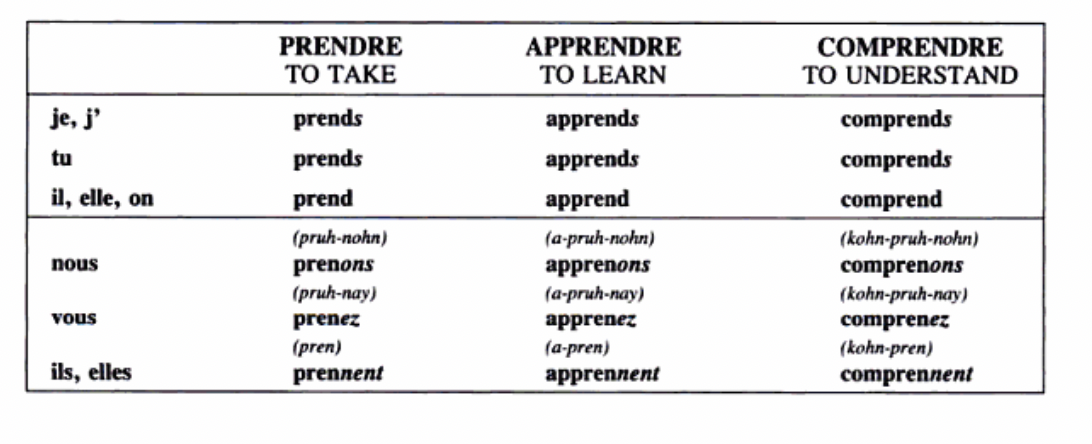 PRENDRE APPRENDRE COMPRENDRE
TO TAKE TO LEARN TO UNDERSTAND
je, j’ prends apprends comprends
tu prends apprends comprends
il, elle, on prend apprend comprend
(pruh-nohn) (a-pruh-nohn) (kohn-pruh-nohn)
nous prenons apprenons comprenons
(pruh-nay) (a-pruh-nay) (kohn-pruh-nay)
vous prenez apprenez comprenez
(pren) (a-pren) (kohn-pren)
ils, elles prennent apprennent comprennent